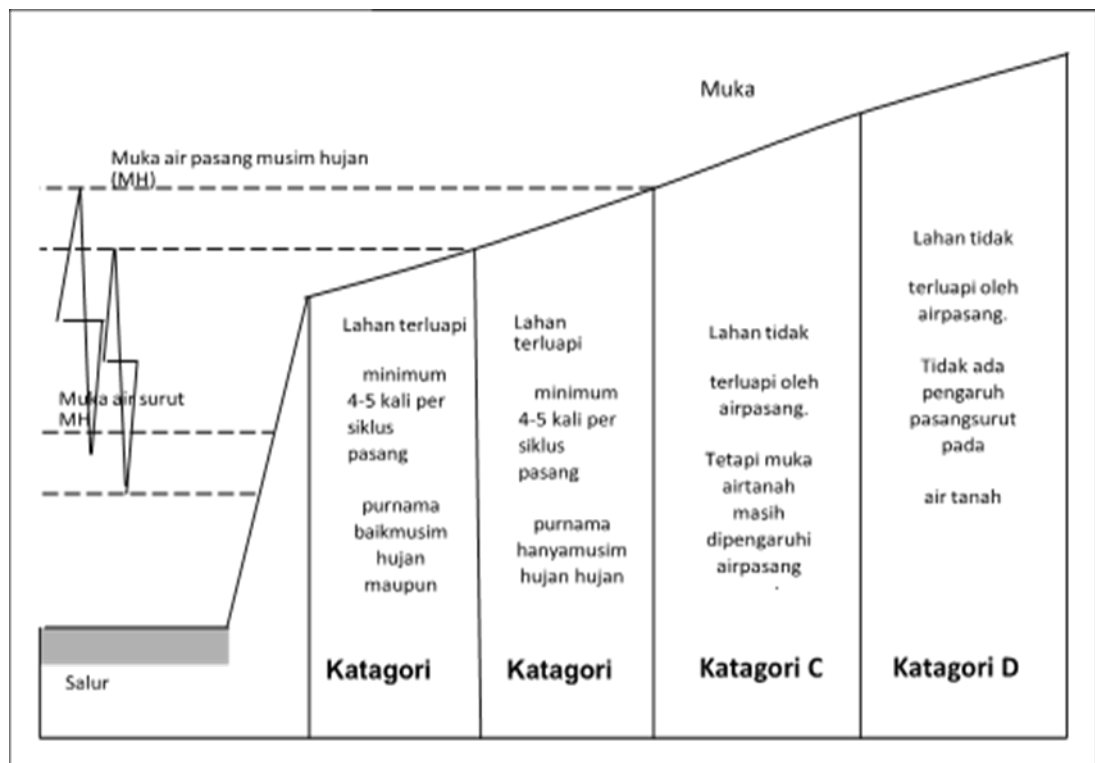 Muka
Muka air pasang musim hujan
(MH)
Muka air surut
MH
Salur
Lahan terluapi
minimum
4-5 kali per
siklus
pasang
purnama
baikmusim
hujan
maupun
Katagori
Lahan
terluapi
minimum
4-5 kali per
siklus
pasang
purnama
hanyamusim
hujan hujan
Katagori
Lahan tidak
terluapi oleh
airpasang.
Tetapi muka
airtanah
masih
dipengaruhi
airpasang
.
Katagori C
Lahan tidak
terluapi oleh
airpasang.
Tidak ada
pengaruh
pasangsurut
pada
air tanah
Katagori D